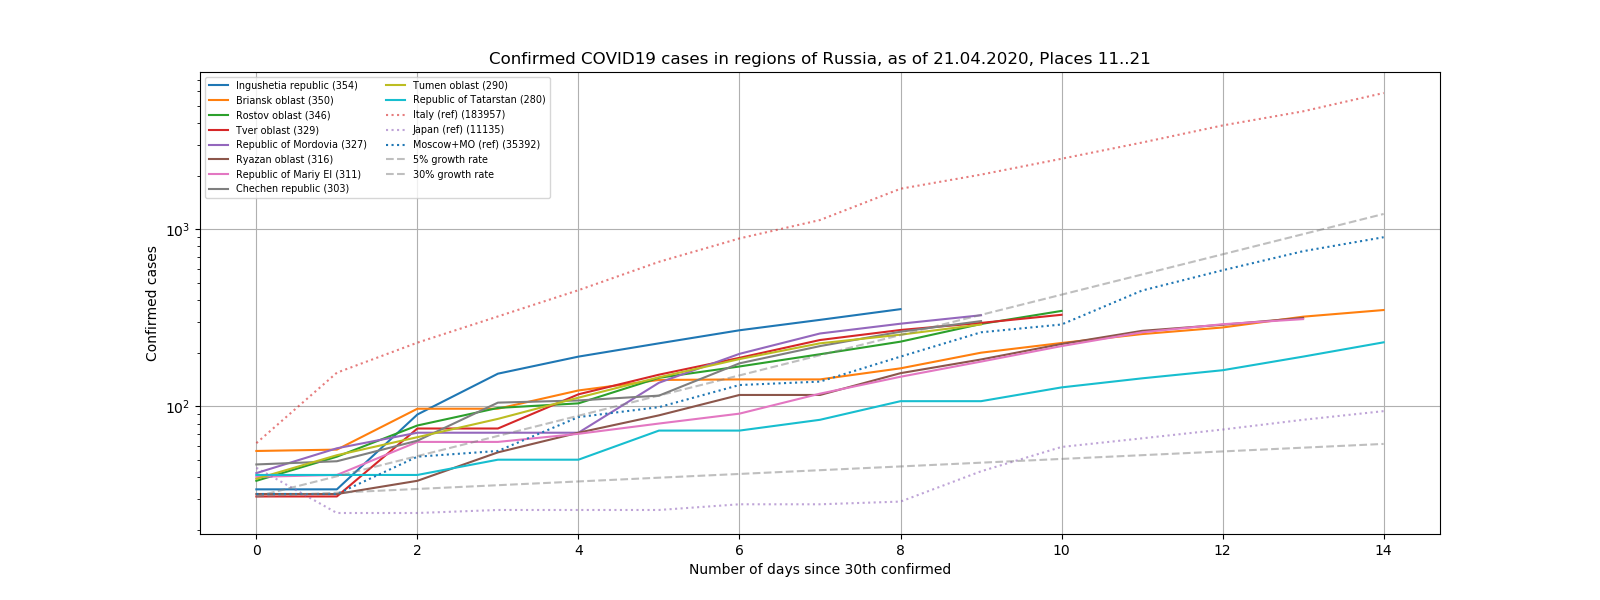 Confirmed COVID19 cases in regions of Russia, as of 21.04.2020, Places 11..21
Ingushetia republic (354)
Briansk oblast (350)
Rostov oblast (346)
Tver oblast (329)
Republic of Mordovia (327)
Ryazan oblast (316)
Republic of Mariy El (311)
Chechen republic (303)
Tumen oblast (290)
Republic of Tatarstan (280)
Italy (ref) (183957)
Japan (ref) (11135)
Moscow+MO (ref) (35392)
5% growth rate
30% growth rate
Confirmed cases
10³
10²
0 2 4 6 8 10 12 14
Number of days since 30th confirmed